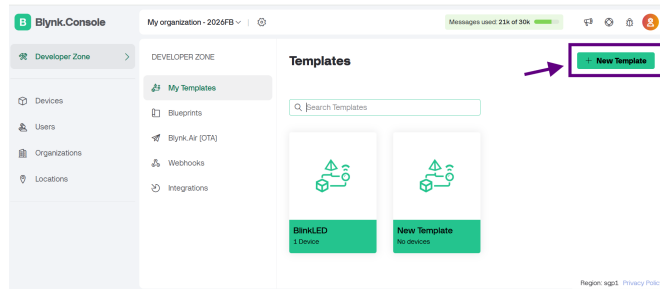 B Blynk.Console
My organization - 2026FB
Messages used: 21k of 30k
Developer Zone
Devices
Users
Organizations
Locations
DEVELOPER ZONE
My Templates
Blueprints
Blynk.Air (OTA)
Webhooks
Integrations
Templates
+ New Template
Search Templates
BlinkLED
1 Device
New Template
No devices
Region: sgp1 Privacy Polic